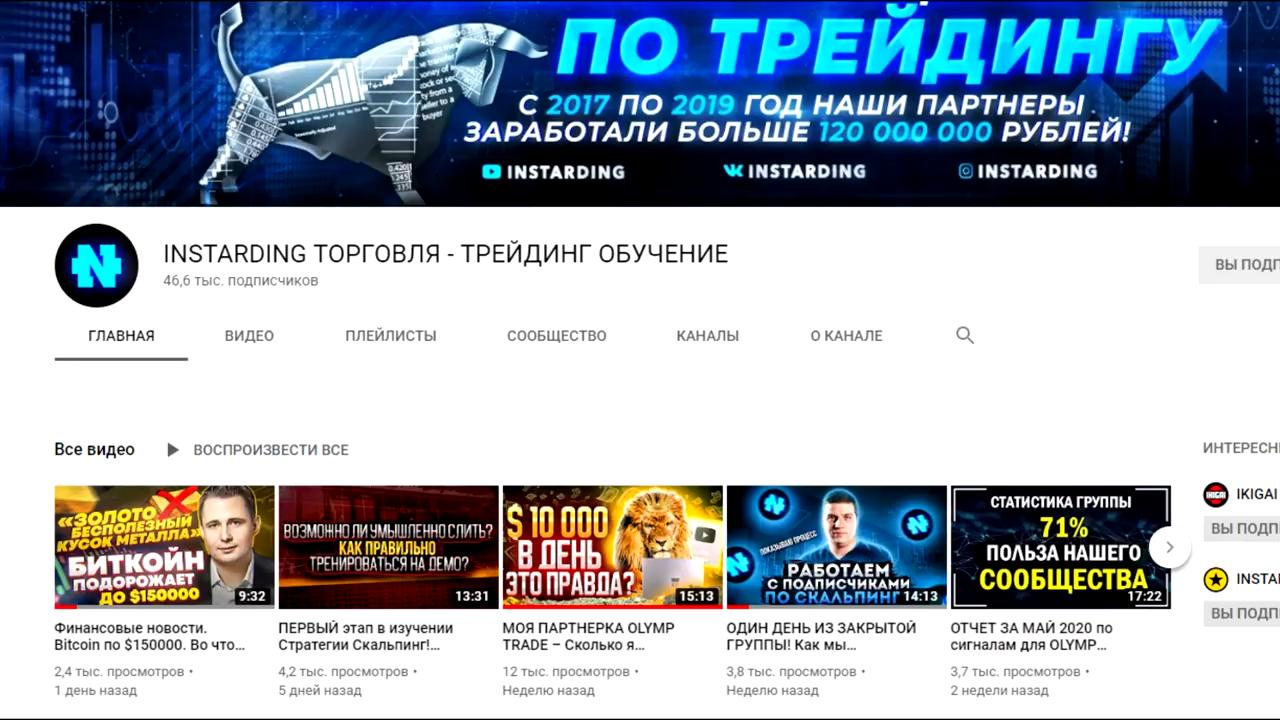 ПО ТРЕЙДИНГУ
С 2017 ПО 2019 ГОД НАШИ ПАРТНЕРЫ
ЗАРАБОТАЛИ БОЛЬШЕ 120 000 000 РУБЛЕЙ!
INSTARDING
INSTARDING
INSTARDING
INSTARDING ТОРГОВЛЯ - ТРЕЙДИНГ ОБУЧЕНИЕ
46,6 тыс. подписчиков
ВЫ ПОДП
ГЛАВНАЯ
ВИДЕО
ПЛЕЙЛИСТЫ
СООБЩЕСТВО
КАНАЛЫ
О КАНАЛЕ
Все видео
ВОСПРОИЗВЕСТИ ВСЕ
«ЗОЛОТО
БЕСПОЛЕЗНЫЙ
КУСОК МЕТАЛЛА»
БИТКОЙН
ПОДОРОЖАЕТ
ДО $150000
9:32
Финансовые новости.
Bitcoin по $150000. Во что...
2,4 тыс. просмотров •
1 день назад
ВОЗМОЖНО ЛИ УМЫШЛЕННО СЛИТЬ?
КАК ПРАВИЛЬНО
ТРЕНИРОВАТЬСЯ НА ДЕМО?
13:31
ПЕРВЫЙ этап в изучении
Стратегии Скальпинг!...
4,2 тыс. просмотров •
5 дней назад
$ 10 000
В ДЕНЬ
ЭТО ПРАВДА?
15:13
МОЯ ПАРТНЕРКА OLYMP
TRADE – Сколько я...
12 тыс. просмотров •
Неделю назад
ПОКАЗЫВАЮ ПРОЦЕСС
РАБОТАЕМ
С ПОДПИСЧИКАМИ
ПО СКАЛЬПИНГ
14:13
ОДИН ДЕНЬ ИЗ ЗАКРЫТОЙ
ГРУППЫ! Как мы...
3,8 тыс. просмотров •
Неделю назад
СТАТИСТИКА ГРУППЫ
71%
ПОЛЬЗА НАШЕГО
СООБЩЕСТВА
17:22
ОТЧЕТ ЗА МАЙ 2020 по
сигналам для OLYMP...
3,7 тыс. просмотров •
2 недели назад
ИНТЕРЕСН
IKIGAI
IKIGAI
ВЫ ПОДП
INSTA
ВЫ ПОДП